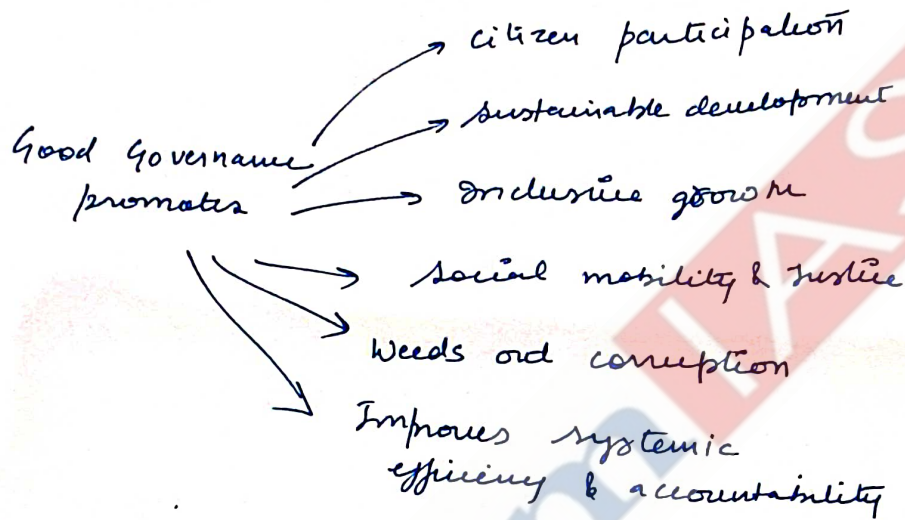 citizen participation
sustainable development
Good Governance
promotes
Inclusive growth
Social mobility & Justice
Weeds out corruption
Improves systemic
efficiency & accountability
mIAS